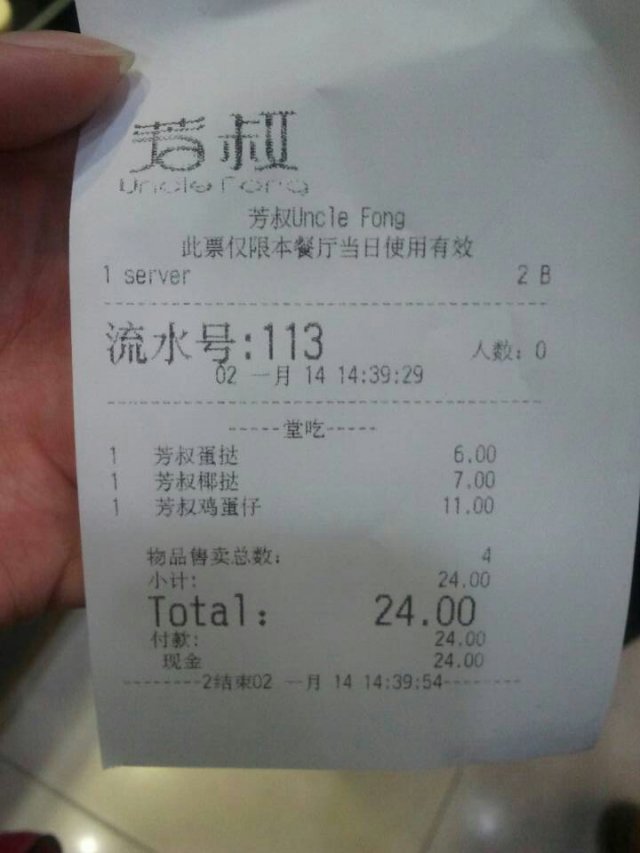 芳叔
Uncle Fong
芳叔Uncle Fong
此票仅限本餐厅当日使用有效
1 server 2 B
流水号:113 人数: 0
02 一月 14 14:39:29
-----堂吃-----
1 芳叔蛋挞 6.00
1 芳叔椰挞 7.00
1 芳叔鸡蛋仔 11.00
物品售卖总数: 4
小计: 24.00
Total: 24.00
付款: 24.00
现金 24.00
--------2结束02 一月 14 14:39:54--------